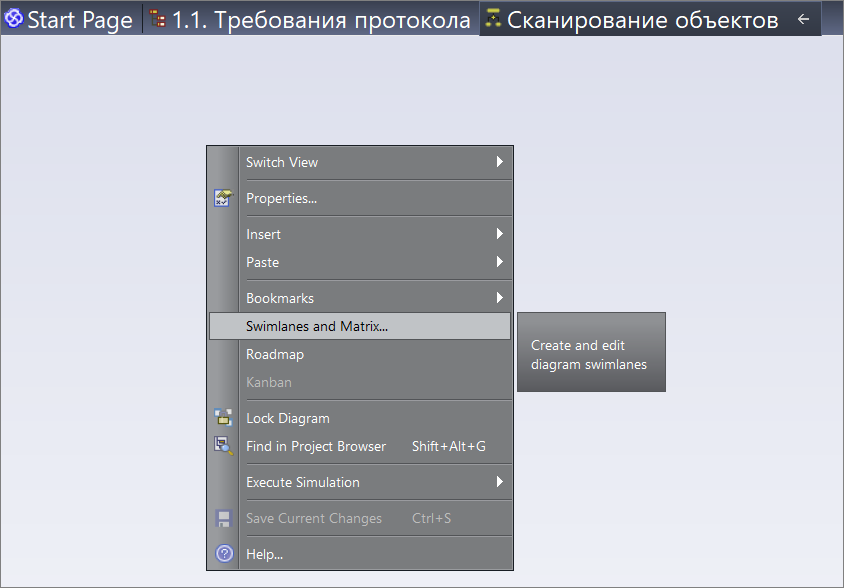 Start Page
1.1. Требования протокола
Сканирование объектов
Switch View
Properties...
Insert
Paste
Bookmarks
Swimlanes and Matrix...
Create and edit
diagram swimlanes
Roadmap
Kanban
Lock Diagram
Find in Project Browser Shift+Alt+G
Execute Simulation
Save Current Changes Ctrl+S
Help...